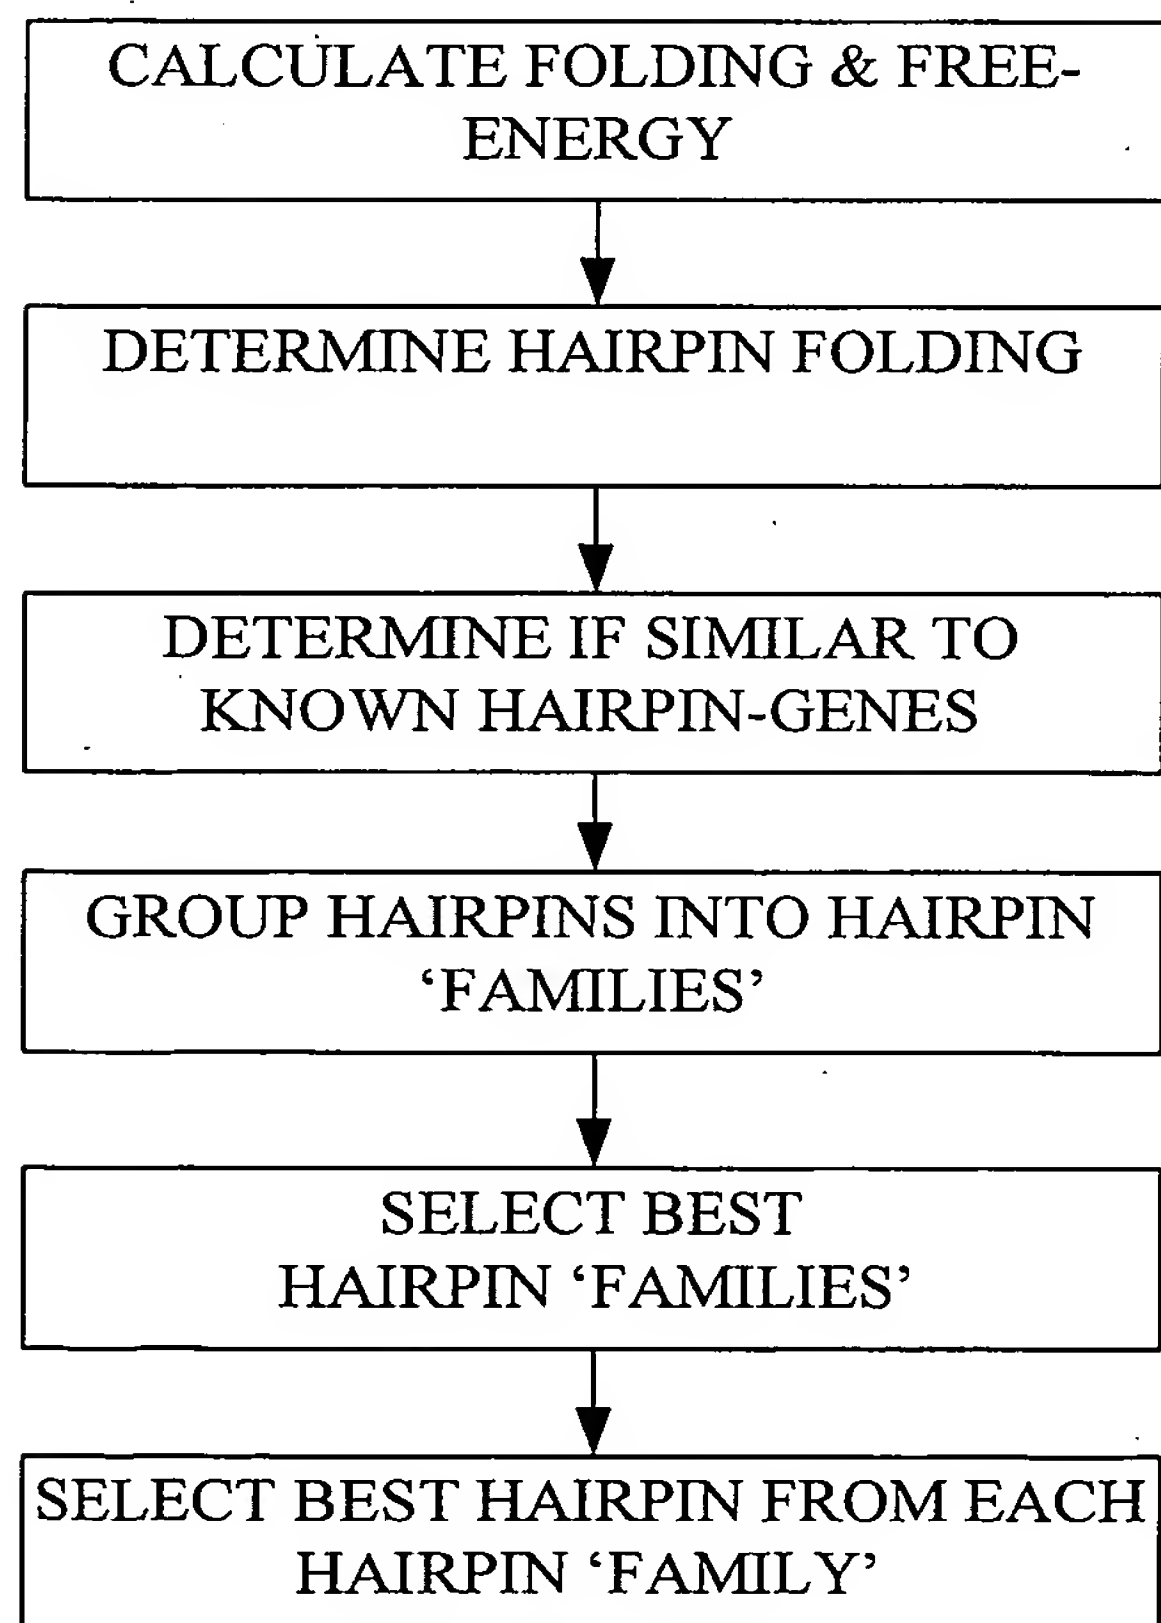 CALCULATE FOLDING & FREE-
ENERGY
DETERMINE HAIRPIN FOLDING
DETERMINE IF SIMILAR TO
KNOWN HAIRPIN-GENES
GROUP HAIRPINS INTO HAIRPIN
‘FAMILIES’
SELECT BEST
HAIRPIN ‘FAMILIES’
SELECT BEST HAIRPIN FROM EACH
HAIRPIN ‘FAMILY’